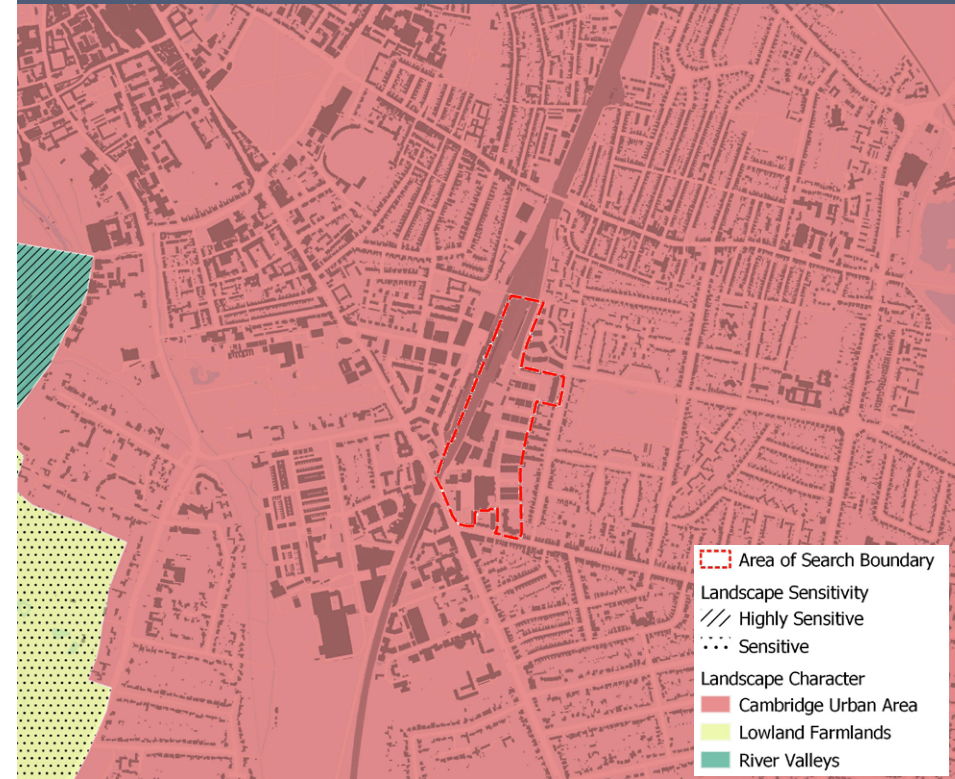 Area of Search Boundary
Landscape Sensitivity
Highly Sensitive
Sensitive
Landscape Character
Cambridge Urban Area
Lowland Farmlands
River Valleys